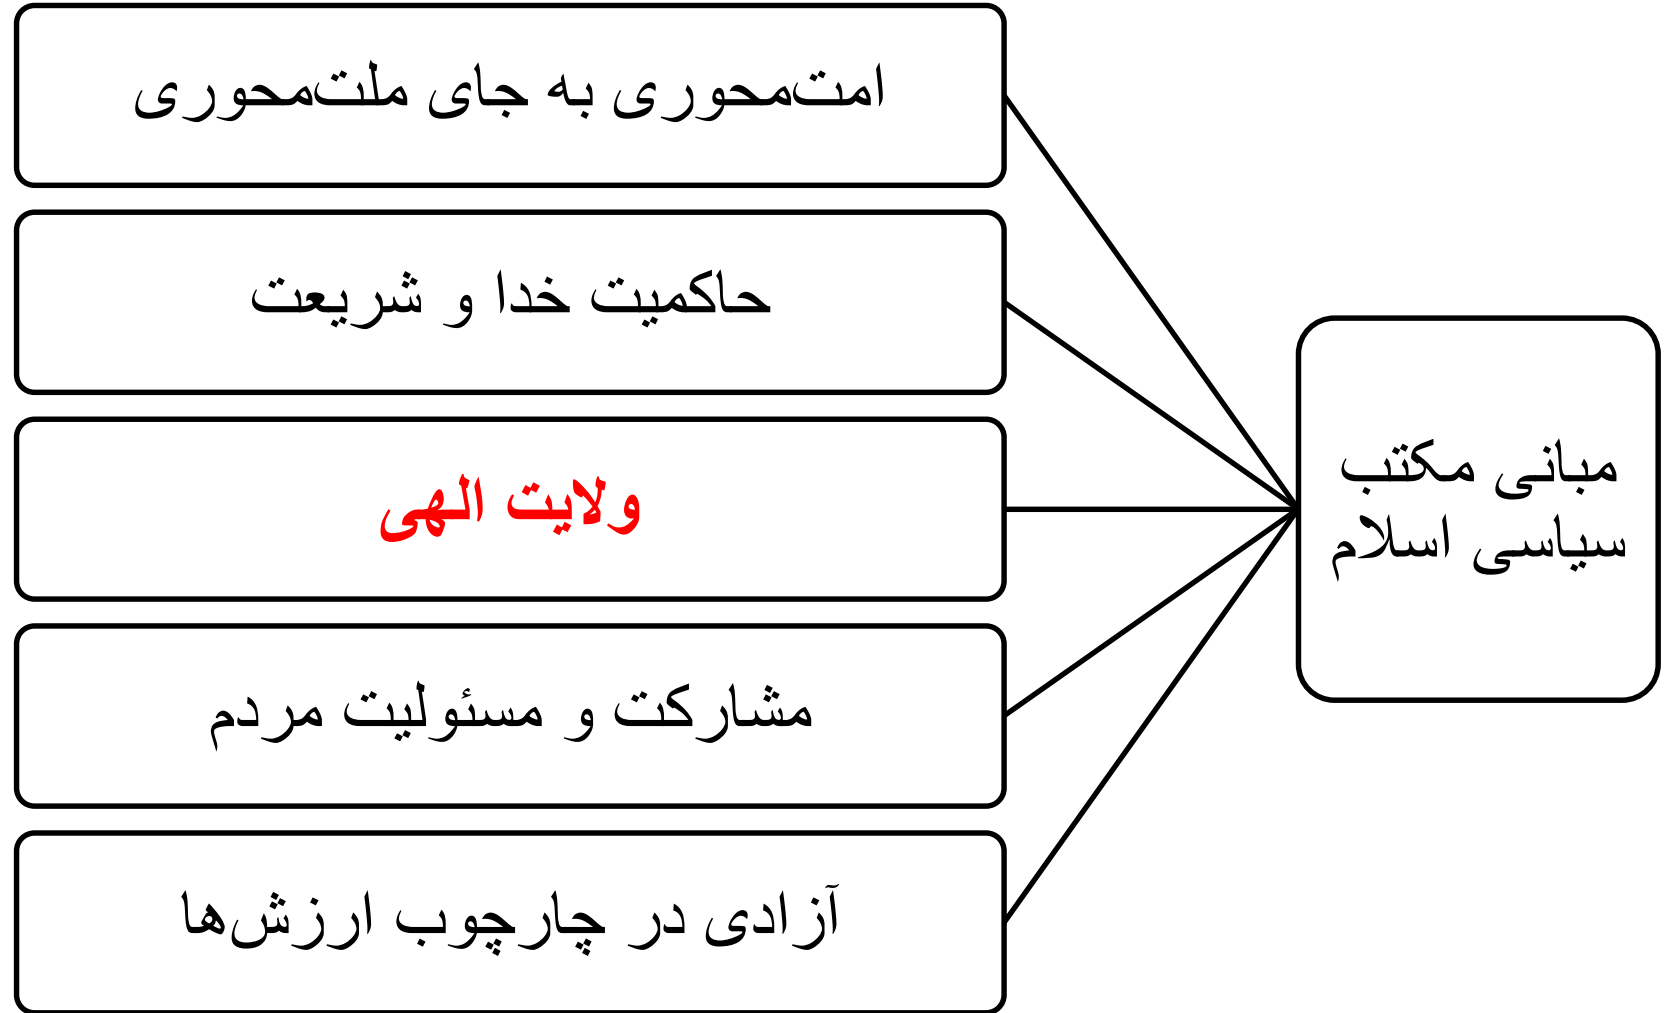 مبانی مکتب
سیاسی اسلام
امت‌محوری به جای ملت‌محوری
حاکمیت خدا و شریعت
ولایت الهی
مشارکت و مسئولیت مردم
آزادی در چارچوب ارزش‌ها